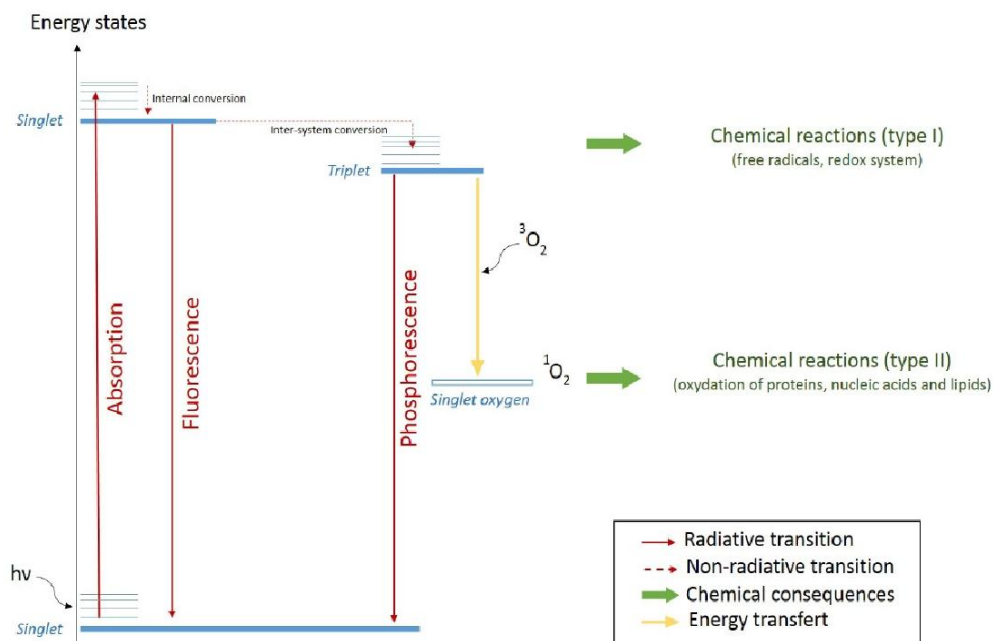 Energy states
Internal conversion
Singlet
Inter-system conversion
Triplet
Chemical reactions (type I)
(free radicals, redox system)
³O₂
Absorption
Fluorescence
Phosphorescence
¹O₂
Singlet oxygen
Chemical reactions (type II)
(oxydation of proteins, nucleic acids and lipids)
hν
Singlet
Radiative transition
Non-radiative transition
Chemical consequences
Energy transfert